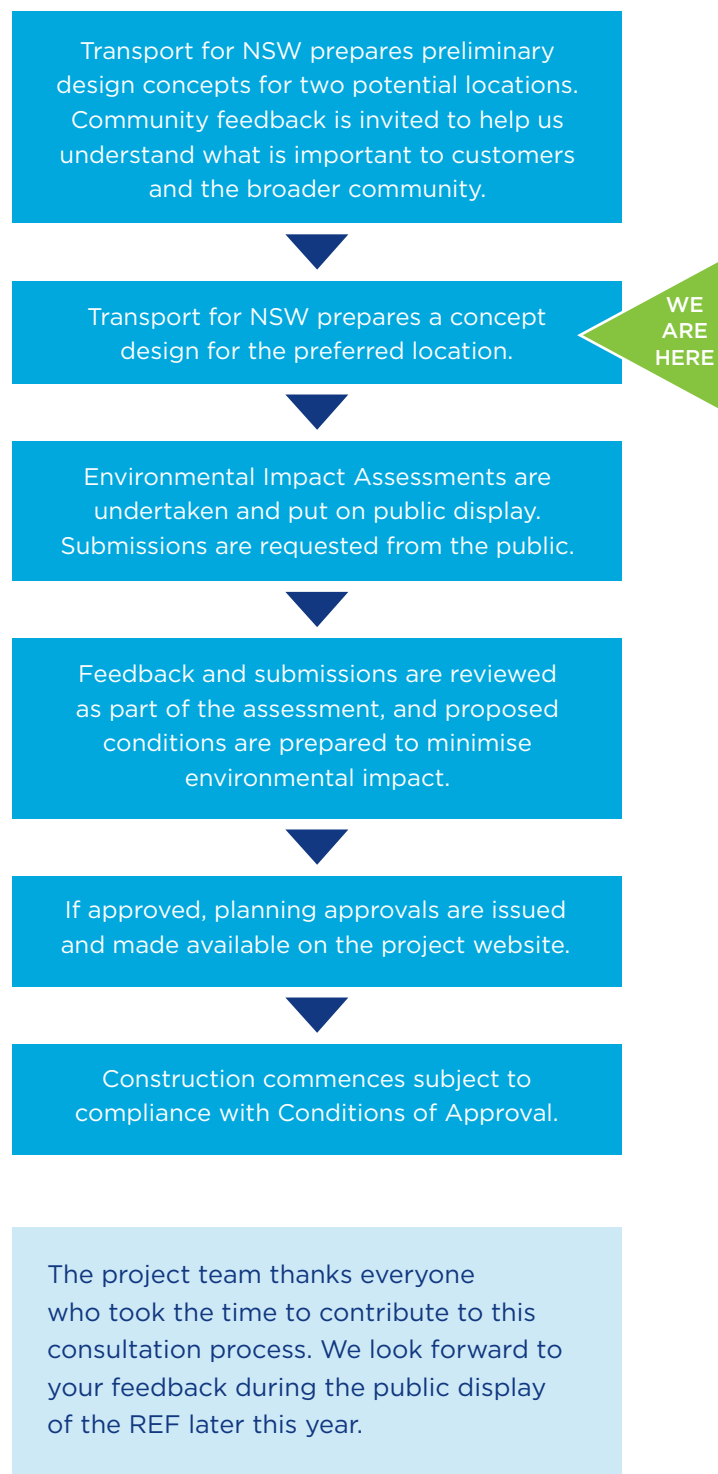 Transport for NSW prepares preliminary
design concepts for two potential locations.
Community feedback is invited to help us
understand what is important to customers
and the broader community.
Transport for NSW prepares a concept
design for the preferred location.
WE
ARE
HERE
Environmental Impact Assessments are
undertaken and put on public display.
Submissions are requested from the public.
Feedback and submissions are reviewed
as part of the assessment, and proposed
conditions are prepared to minimise
environmental impact.
If approved, planning approvals are issued
and made available on the project website.
Construction commences subject to
compliance with Conditions of Approval.
The project team thanks everyone
who took the time to contribute to this
consultation process. We look forward to
your feedback during the public display
of the REF later this year.